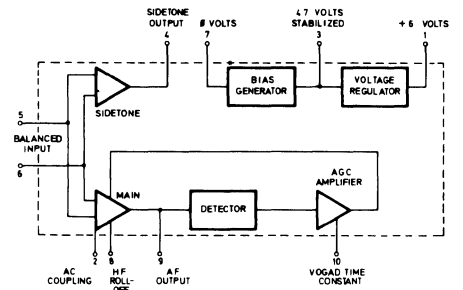 SIDETONE
OUTPUT
4
Ø VOLTS
7
4 7 VOLTS
STABILIZED
3
+6 VOLTS
1
BIAS
GENERATOR
VOLTAGE
REGULATOR
SIDETONE
5
BALANCED
INPUT
6
MAIN
DETECTOR
AGC
AMPLIFIER
2
8
9
10
AC
COUPLING
HF
ROLL-
OFF
AF
OUTPUT
VOGAD TIME
CONSTANT